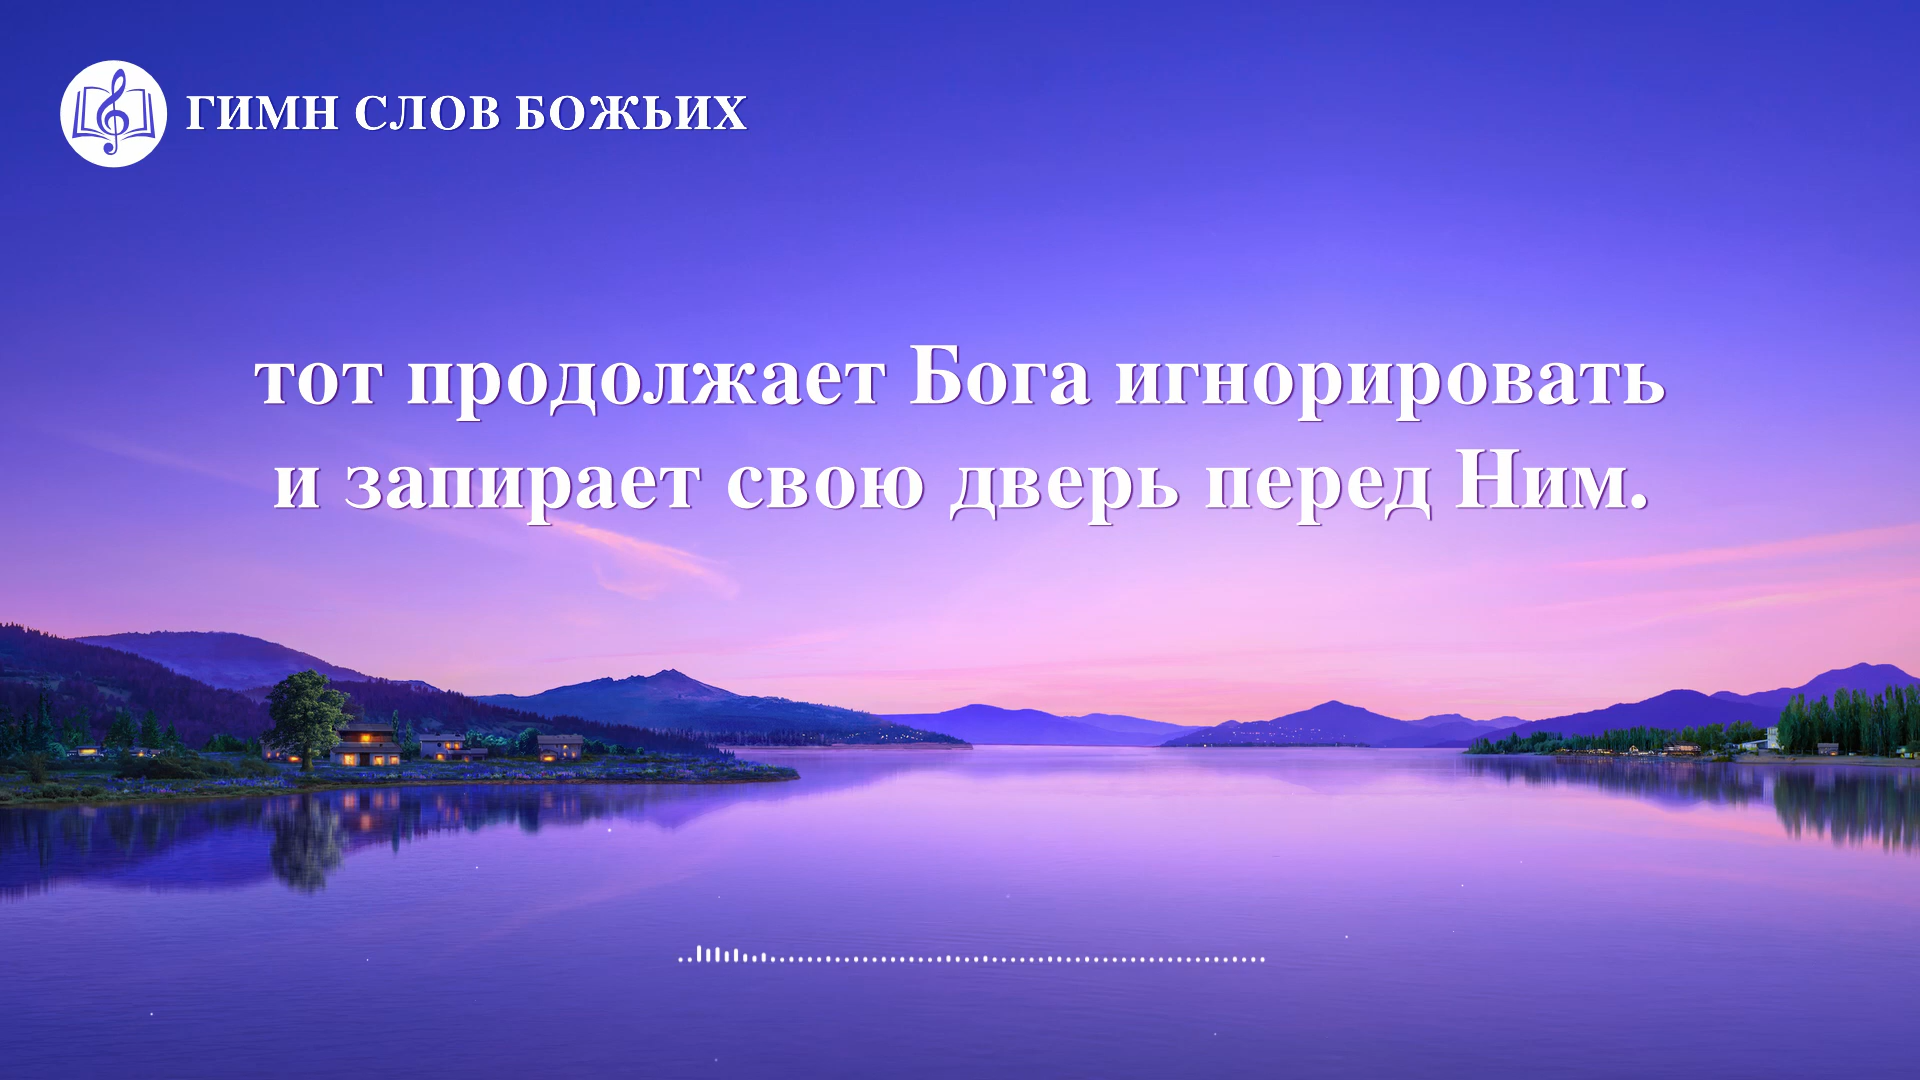 ГИМН СЛОВ БОЖЬИХ
тот продолжает Бога игнорировать
и запирает свою дверь перед Ним.